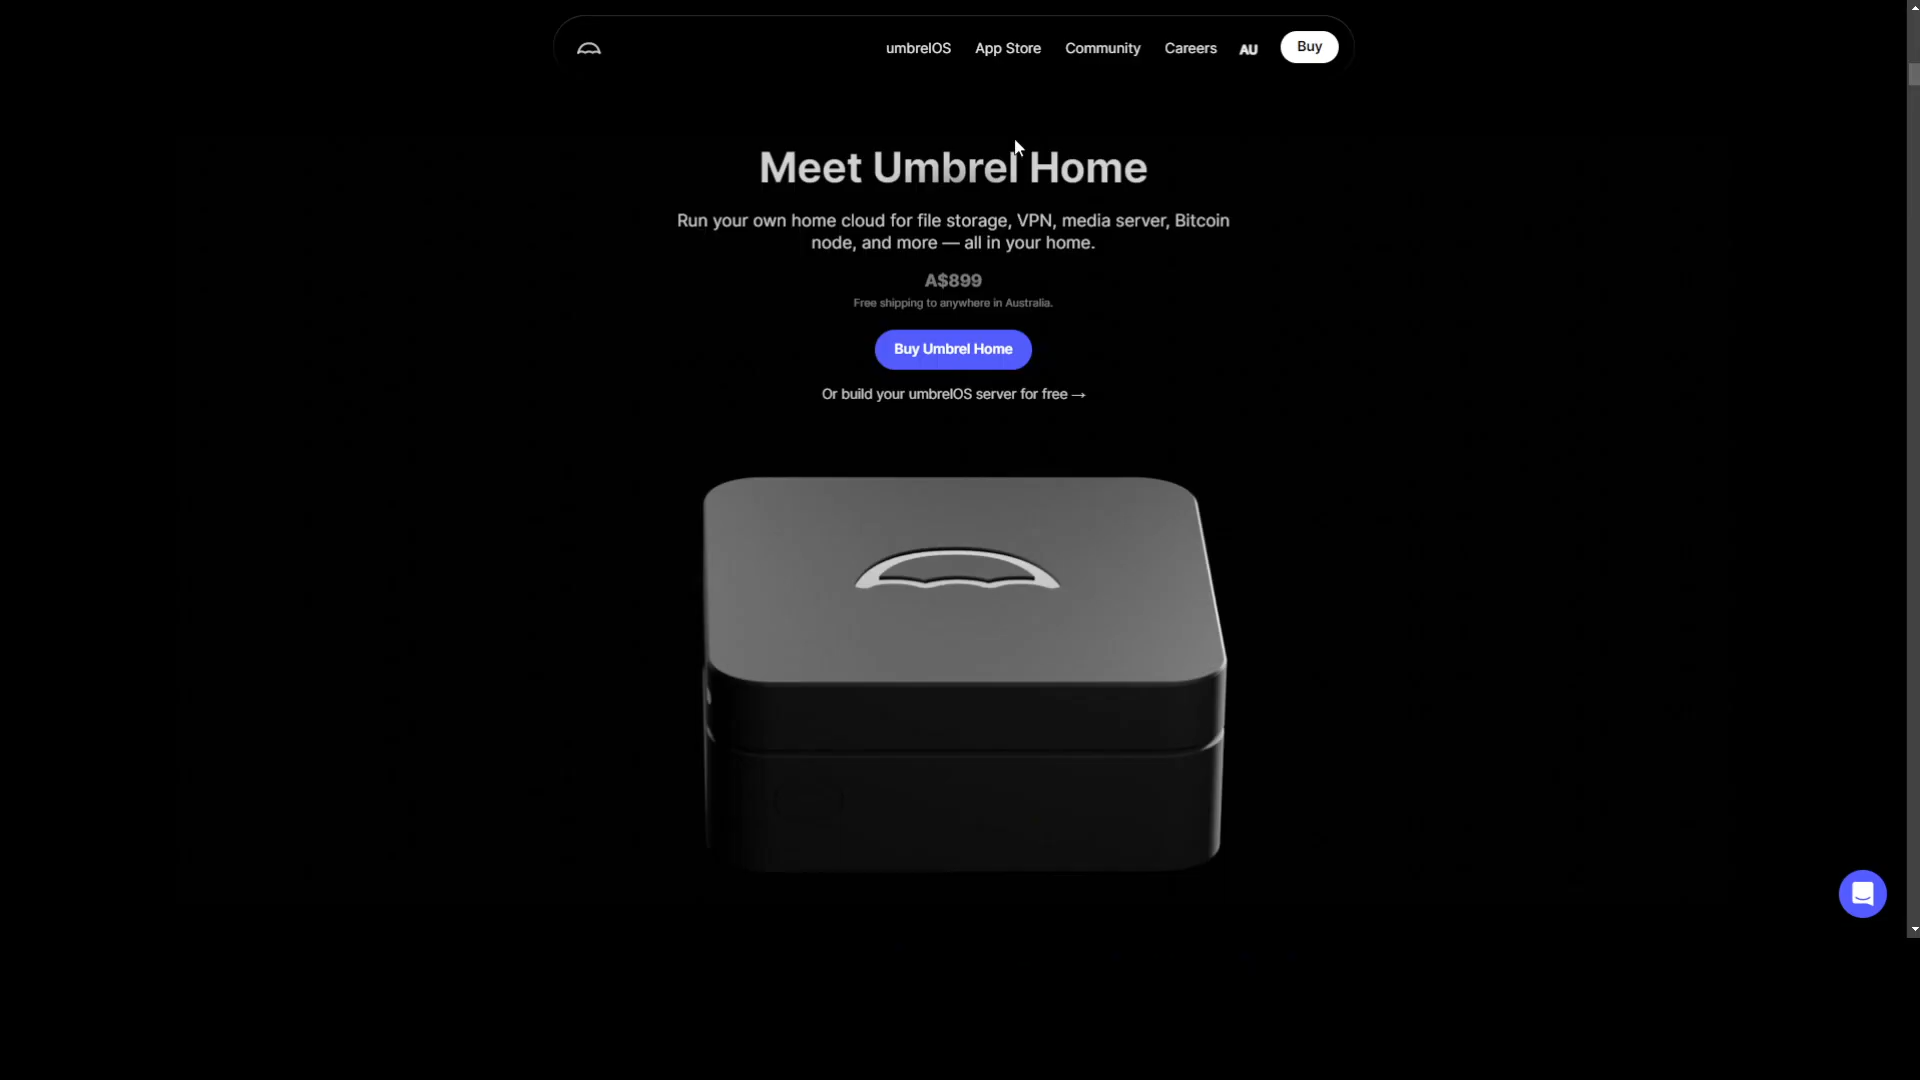 umbrelOS App Store Community Careers AU Buy
Meet Umbrel Home
Run your own home cloud for file storage, VPN, media server, Bitcoin
node, and more — all in your home.
A$899
Free shipping to anywhere in Australia.
Buy Umbrel Home
Or build your umbrelOS server for free →